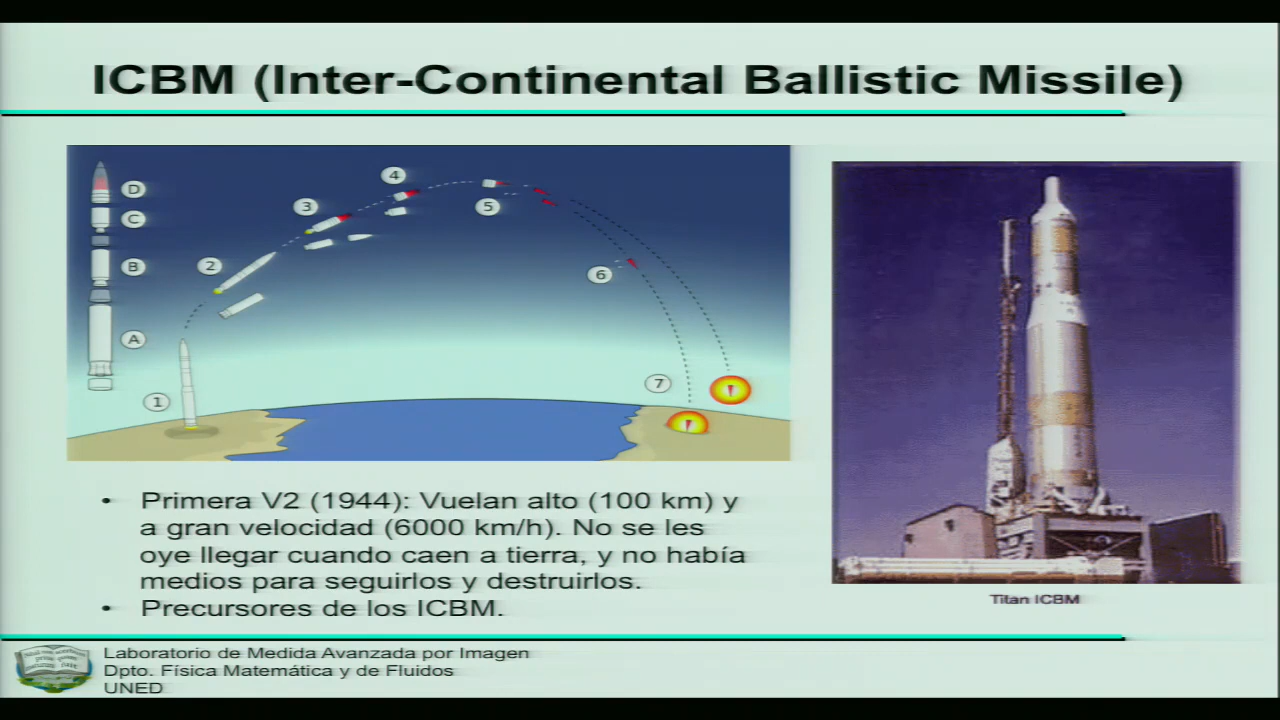 ICBM (Inter-Continental Ballistic Missile)
D
C
B
A
1
2
3
4
5
6
7
Titan ICBM
• Primera V2 (1944): Vuelan alto (100 km) y
a gran velocidad (6000 km/h). No se les
oye llegar cuando caen a tierra, y no había
medios para seguirlos y destruirlos.
• Precursores de los ICBM.
Laboratorio de Medida Avanzada por Imagen
Dpto. Física Matemática y de Fluidos
UNED